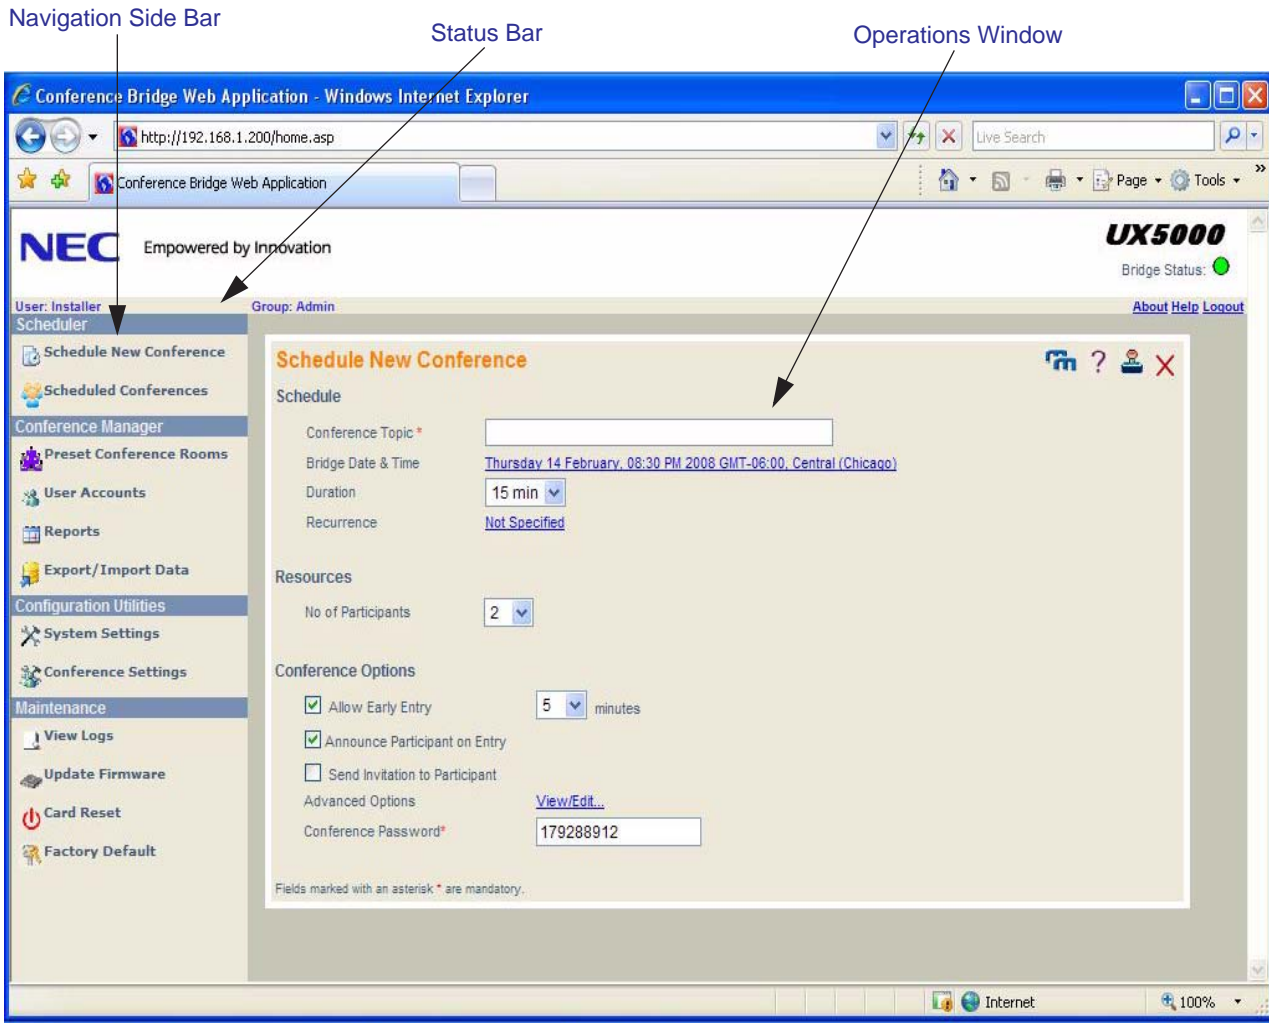 Navigation Side Bar
Status Bar
Operations Window
Conference Bridge Web Application - Windows Internet Explorer
http://192.168.1.200/home.asp
Live Search
Conference Bridge Web Application
Page
Tools
NEC Empowered by Innovation
UX5000
Bridge Status:
User: Installer
Group: Admin
About Help Logout
Scheduler
Schedule New Conference
Scheduled Conferences
Conference Manager
Preset Conference Rooms
User Accounts
Reports
Export/Import Data
Configuration Utilities
System Settings
Conference Settings
Maintenance
View Logs
Update Firmware
Card Reset
Factory Default
Schedule New Conference
Schedule
Conference Topic *
Bridge Date & Time Thursday 14 February, 08:30 PM 2008 GMT-06:00, Central (Chicago)
Duration 15 min
Recurrence Not Specified
Resources
No of Participants 2
Conference Options
Allow Early Entry 5 minutes
Announce Participant on Entry
Send Invitation to Participant
Advanced Options View/Edit...
Conference Password* 179288912
Fields marked with an asterisk * are mandatory.
Internet
100%